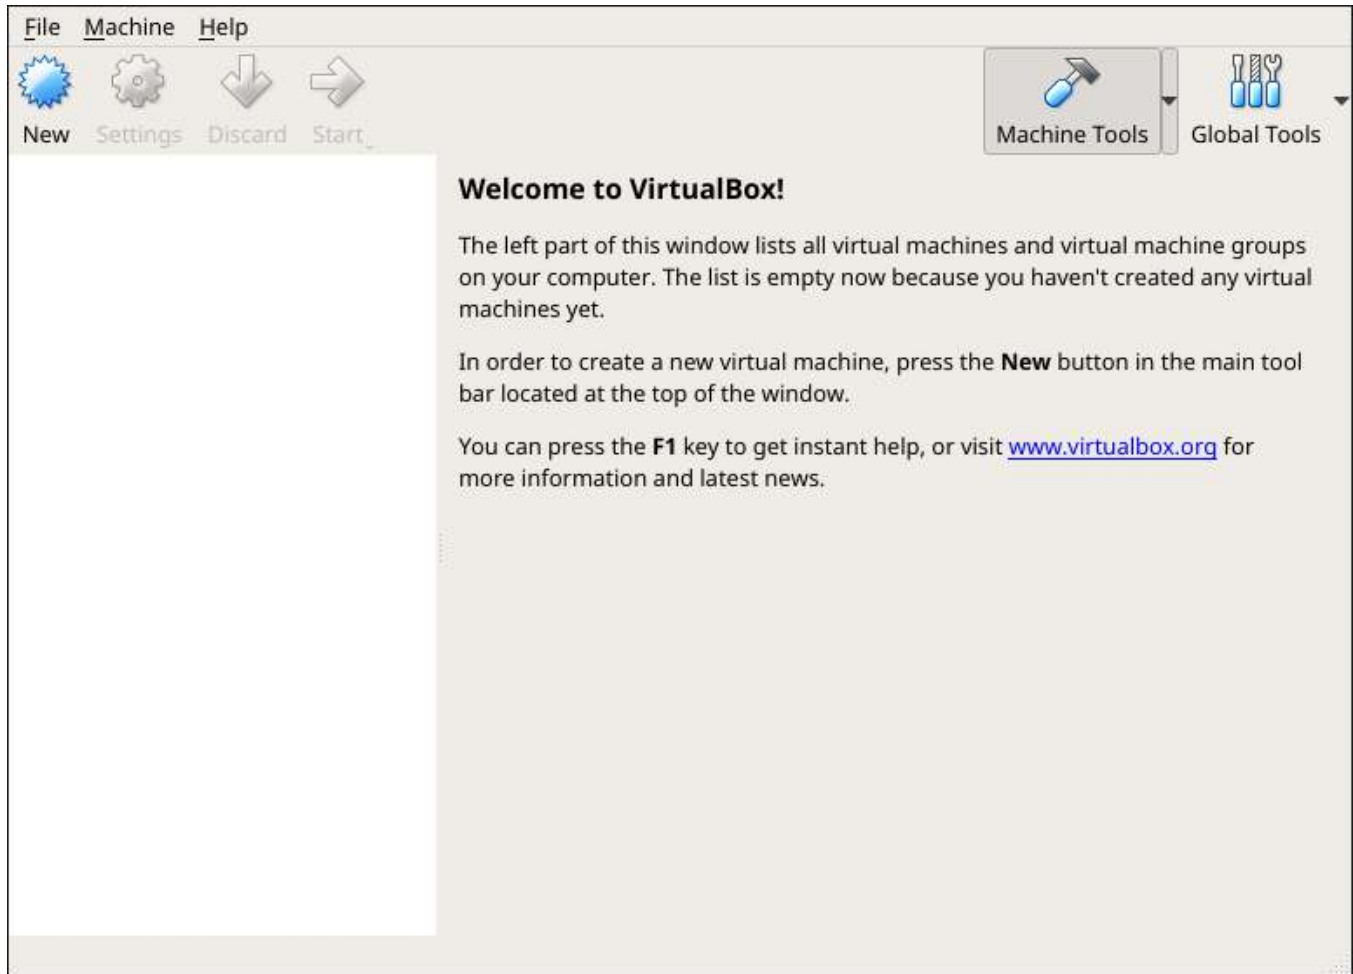 File Machine Help
New Settings Discard Start Machine Tools Global Tools
Welcome to VirtualBox!
The left part of this window lists all virtual machines and virtual machine groups
on your computer. The list is empty now because you haven't created any virtual
machines yet.
In order to create a new virtual machine, press the New button in the main tool
bar located at the top of the window.
You can press the F1 key to get instant help, or visit www.virtualbox.org for
more information and latest news.